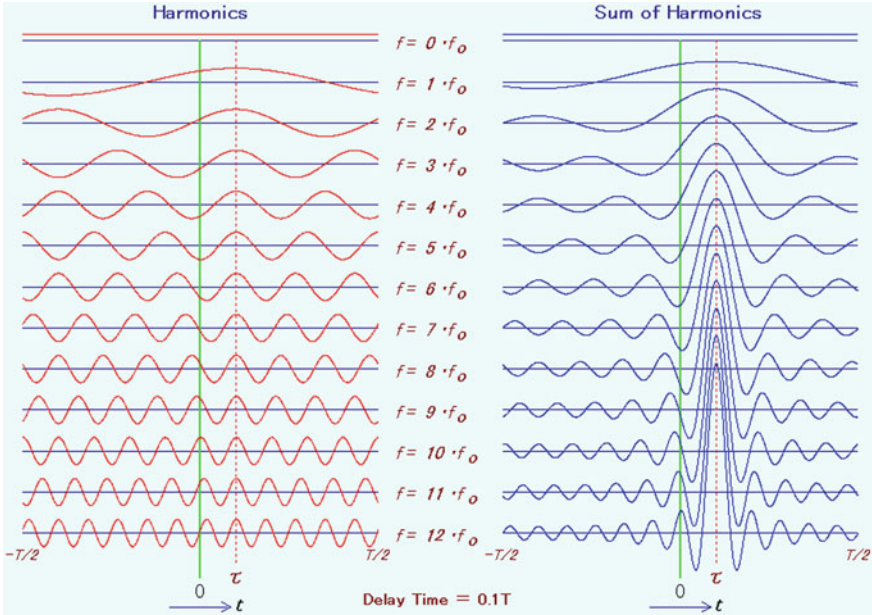 Harmonics
Sum of Harmonics
f = 0 · fo
f = 1 · fo
f = 2 · fo
f = 3 · fo
f = 4 · fo
f = 5 · fo
f = 6 · fo
f = 7 · fo
f = 8 · fo
f = 9 · fo
f = 10 · fo
f = 11 · fo
f = 12 · fo
-T/2
T/2
-T/2
T/2
0
τ
0
τ
t
Delay Time = 0.1T
t